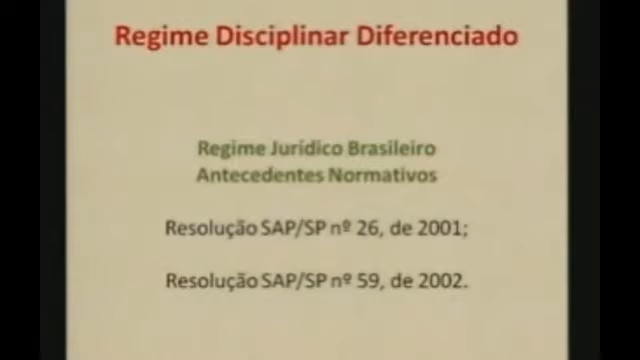 Regime Disciplinar Diferenciado
Regime Jurídico Brasileiro
Antecedentes Normativos
Resolução SAP/SP nº 26, de 2001;
Resolução SAP/SP nº 59, de 2002.